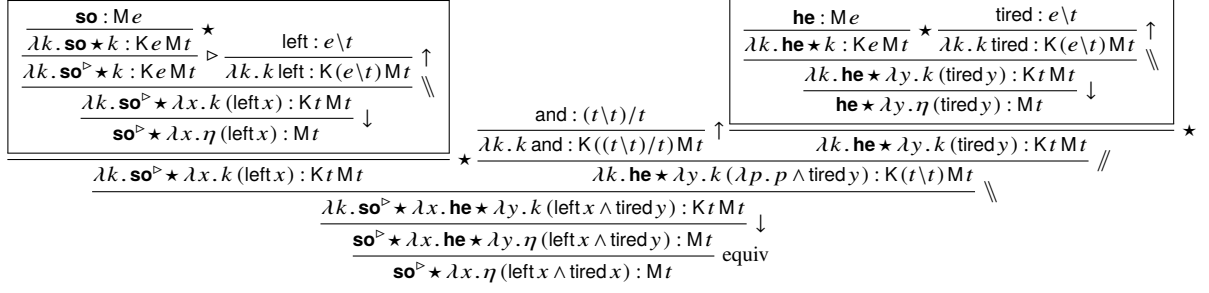 so : M e
⋆
λk. so ⋆ k : K e M t
▷
λk. so▷ ⋆ k : K e M t
left : e\t
↑
λk. k left : K (e\t) M t
\\
λk. so▷ ⋆ λx. k (left x) : K t M t
↓
so▷ ⋆ λx. η (left x) : M t
⋆
λk. so▷ ⋆ λx. k (left x) : K t M t
and : (t\t)/t
↑
λk. k and : K ((t\t)/t) M t
he : M e
⋆
λk. he ⋆ k : K e M t
tired : e\t
↑
λk. k tired : K (e\t) M t
\\
λk. he ⋆ λy. k (tired y) : K t M t
↓
he ⋆ λy. η (tired y) : M t
⋆
λk. he ⋆ λy. k (tired y) : K t M t
//
λk. he ⋆ λy. k (λp. p ∧ tired y) : K (t\t) M t
\\
λk. so▷ ⋆ λx. he ⋆ λy. k (left x ∧ tired y) : K t M t
↓
so▷ ⋆ λx. he ⋆ λy. η (left x ∧ tired y) : M t
equiv
so▷ ⋆ λx. η (left x ∧ tired x) : M t